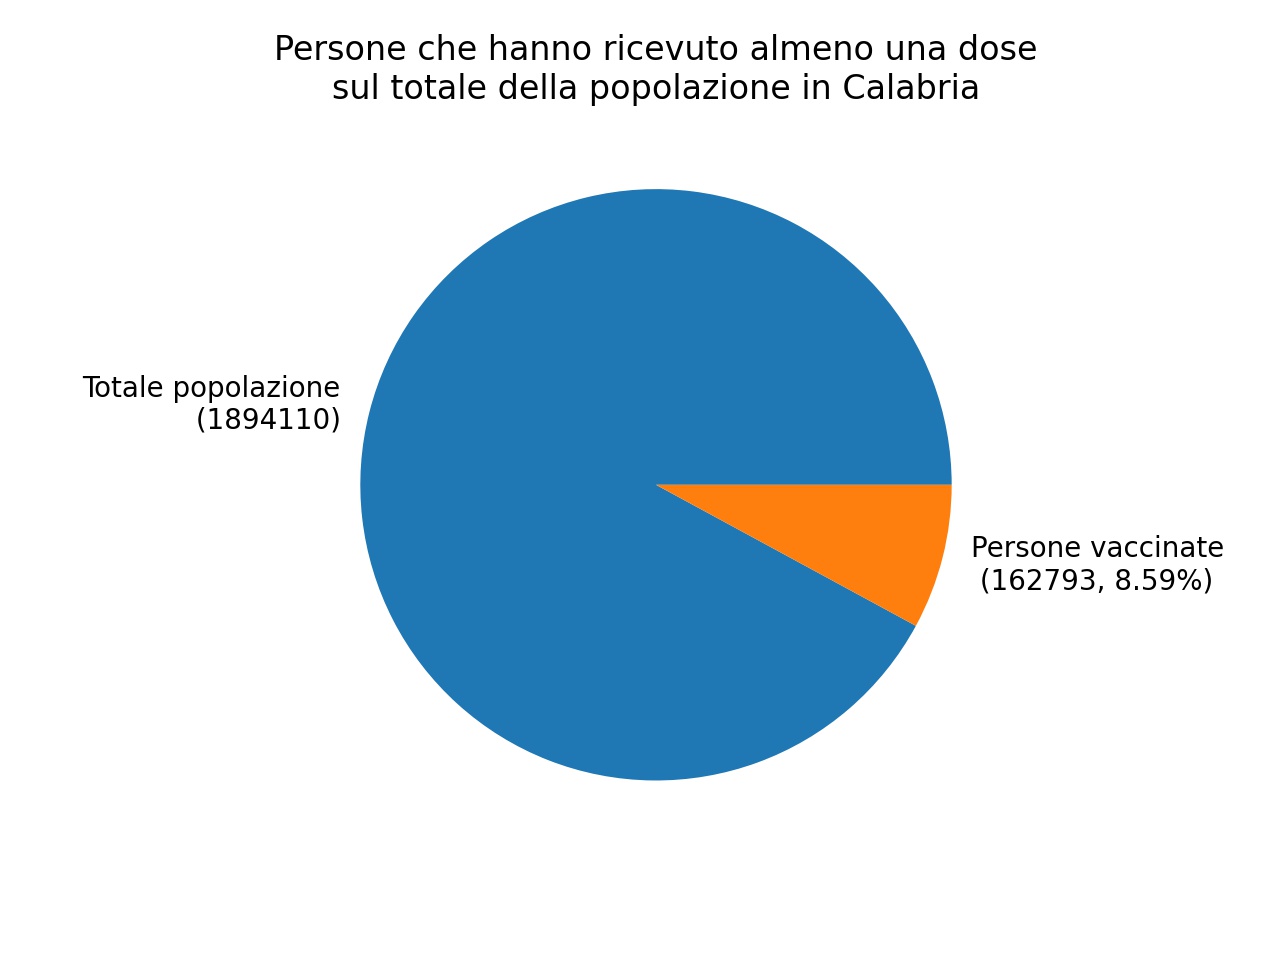 Persone che hanno ricevuto almeno una dose
sul totale della popolazione in Calabria
Totale popolazione
(1894110)
Persone vaccinate
(162793, 8.59%)